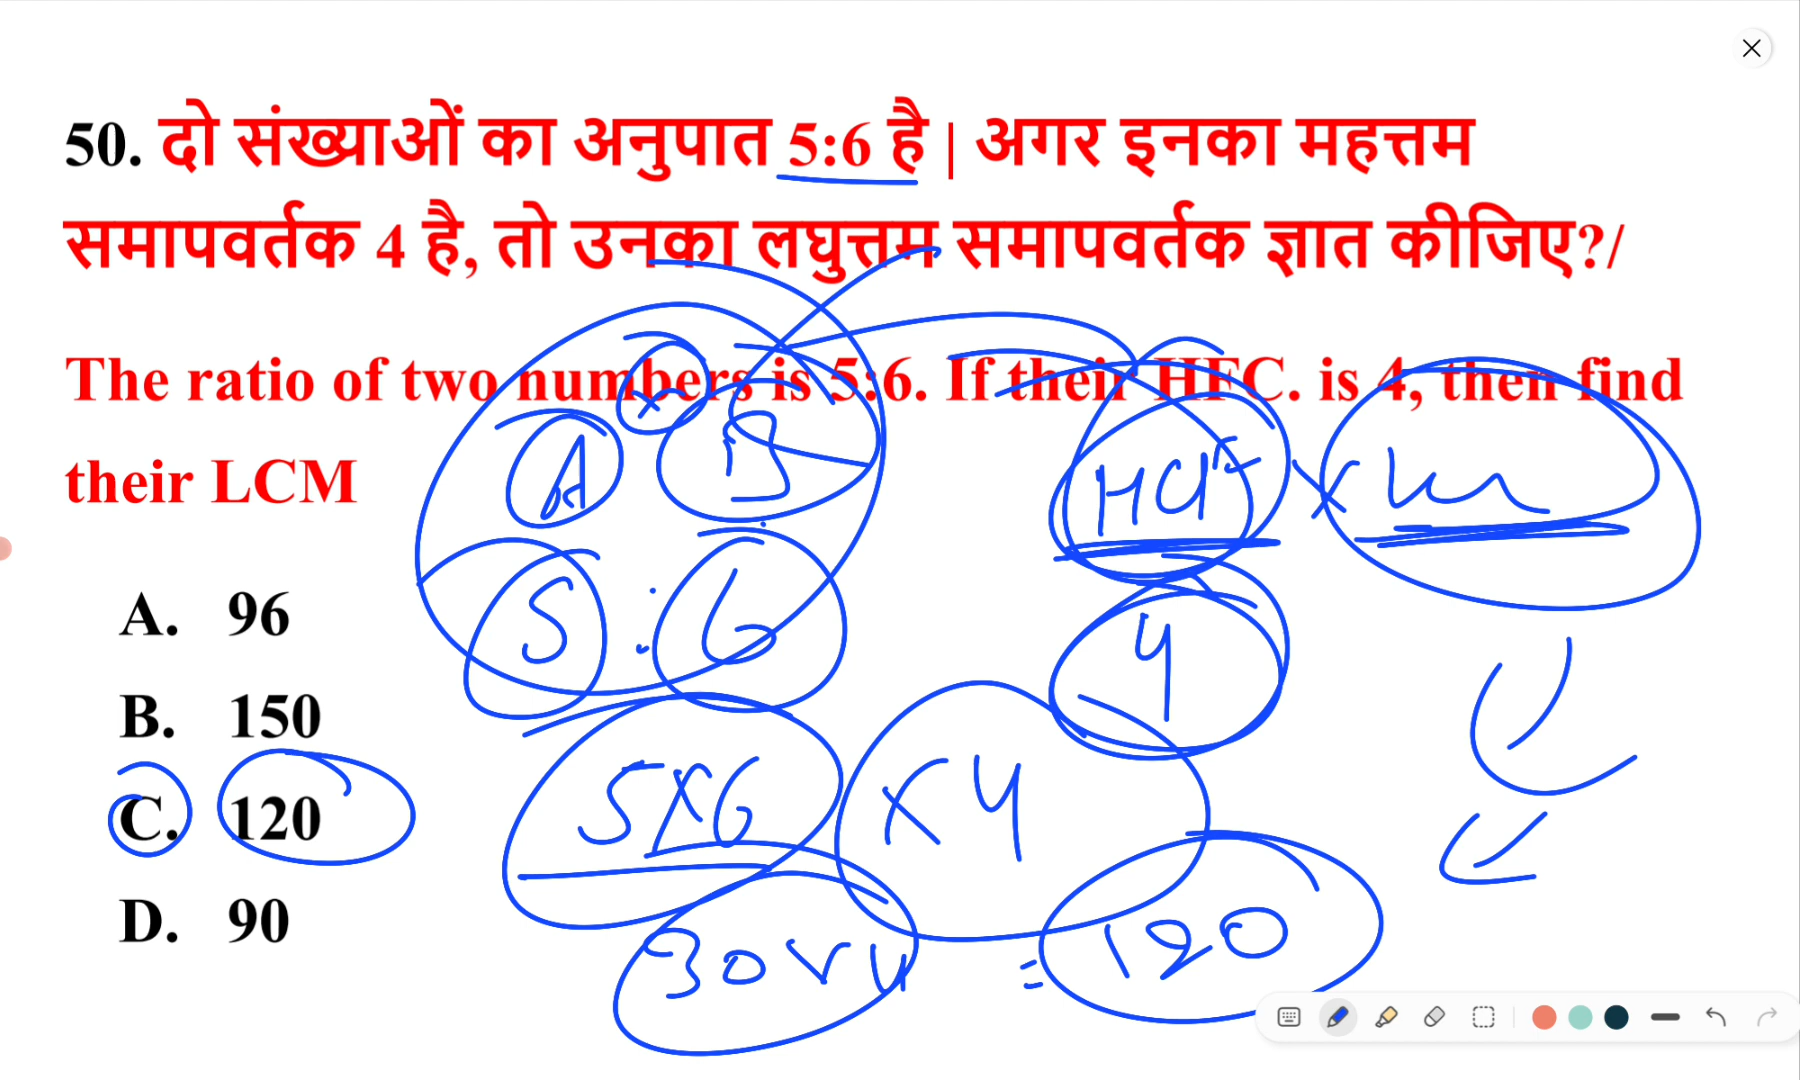 50. दो संख्याओं का अनुपात 5:6 है | अगर इनका महत्तम
समापवर्तक 4 है, तो उनका लघुत्तम समापवर्तक ज्ञात कीजिए?/
The ratio of two numbers is 5:6. If their HFC. is 4, then find
their LCM
A × B HCF ×
5 : 6 4
A. 96
B. 150
5×6 ×4
C. 120
D. 90
30×4 = 120